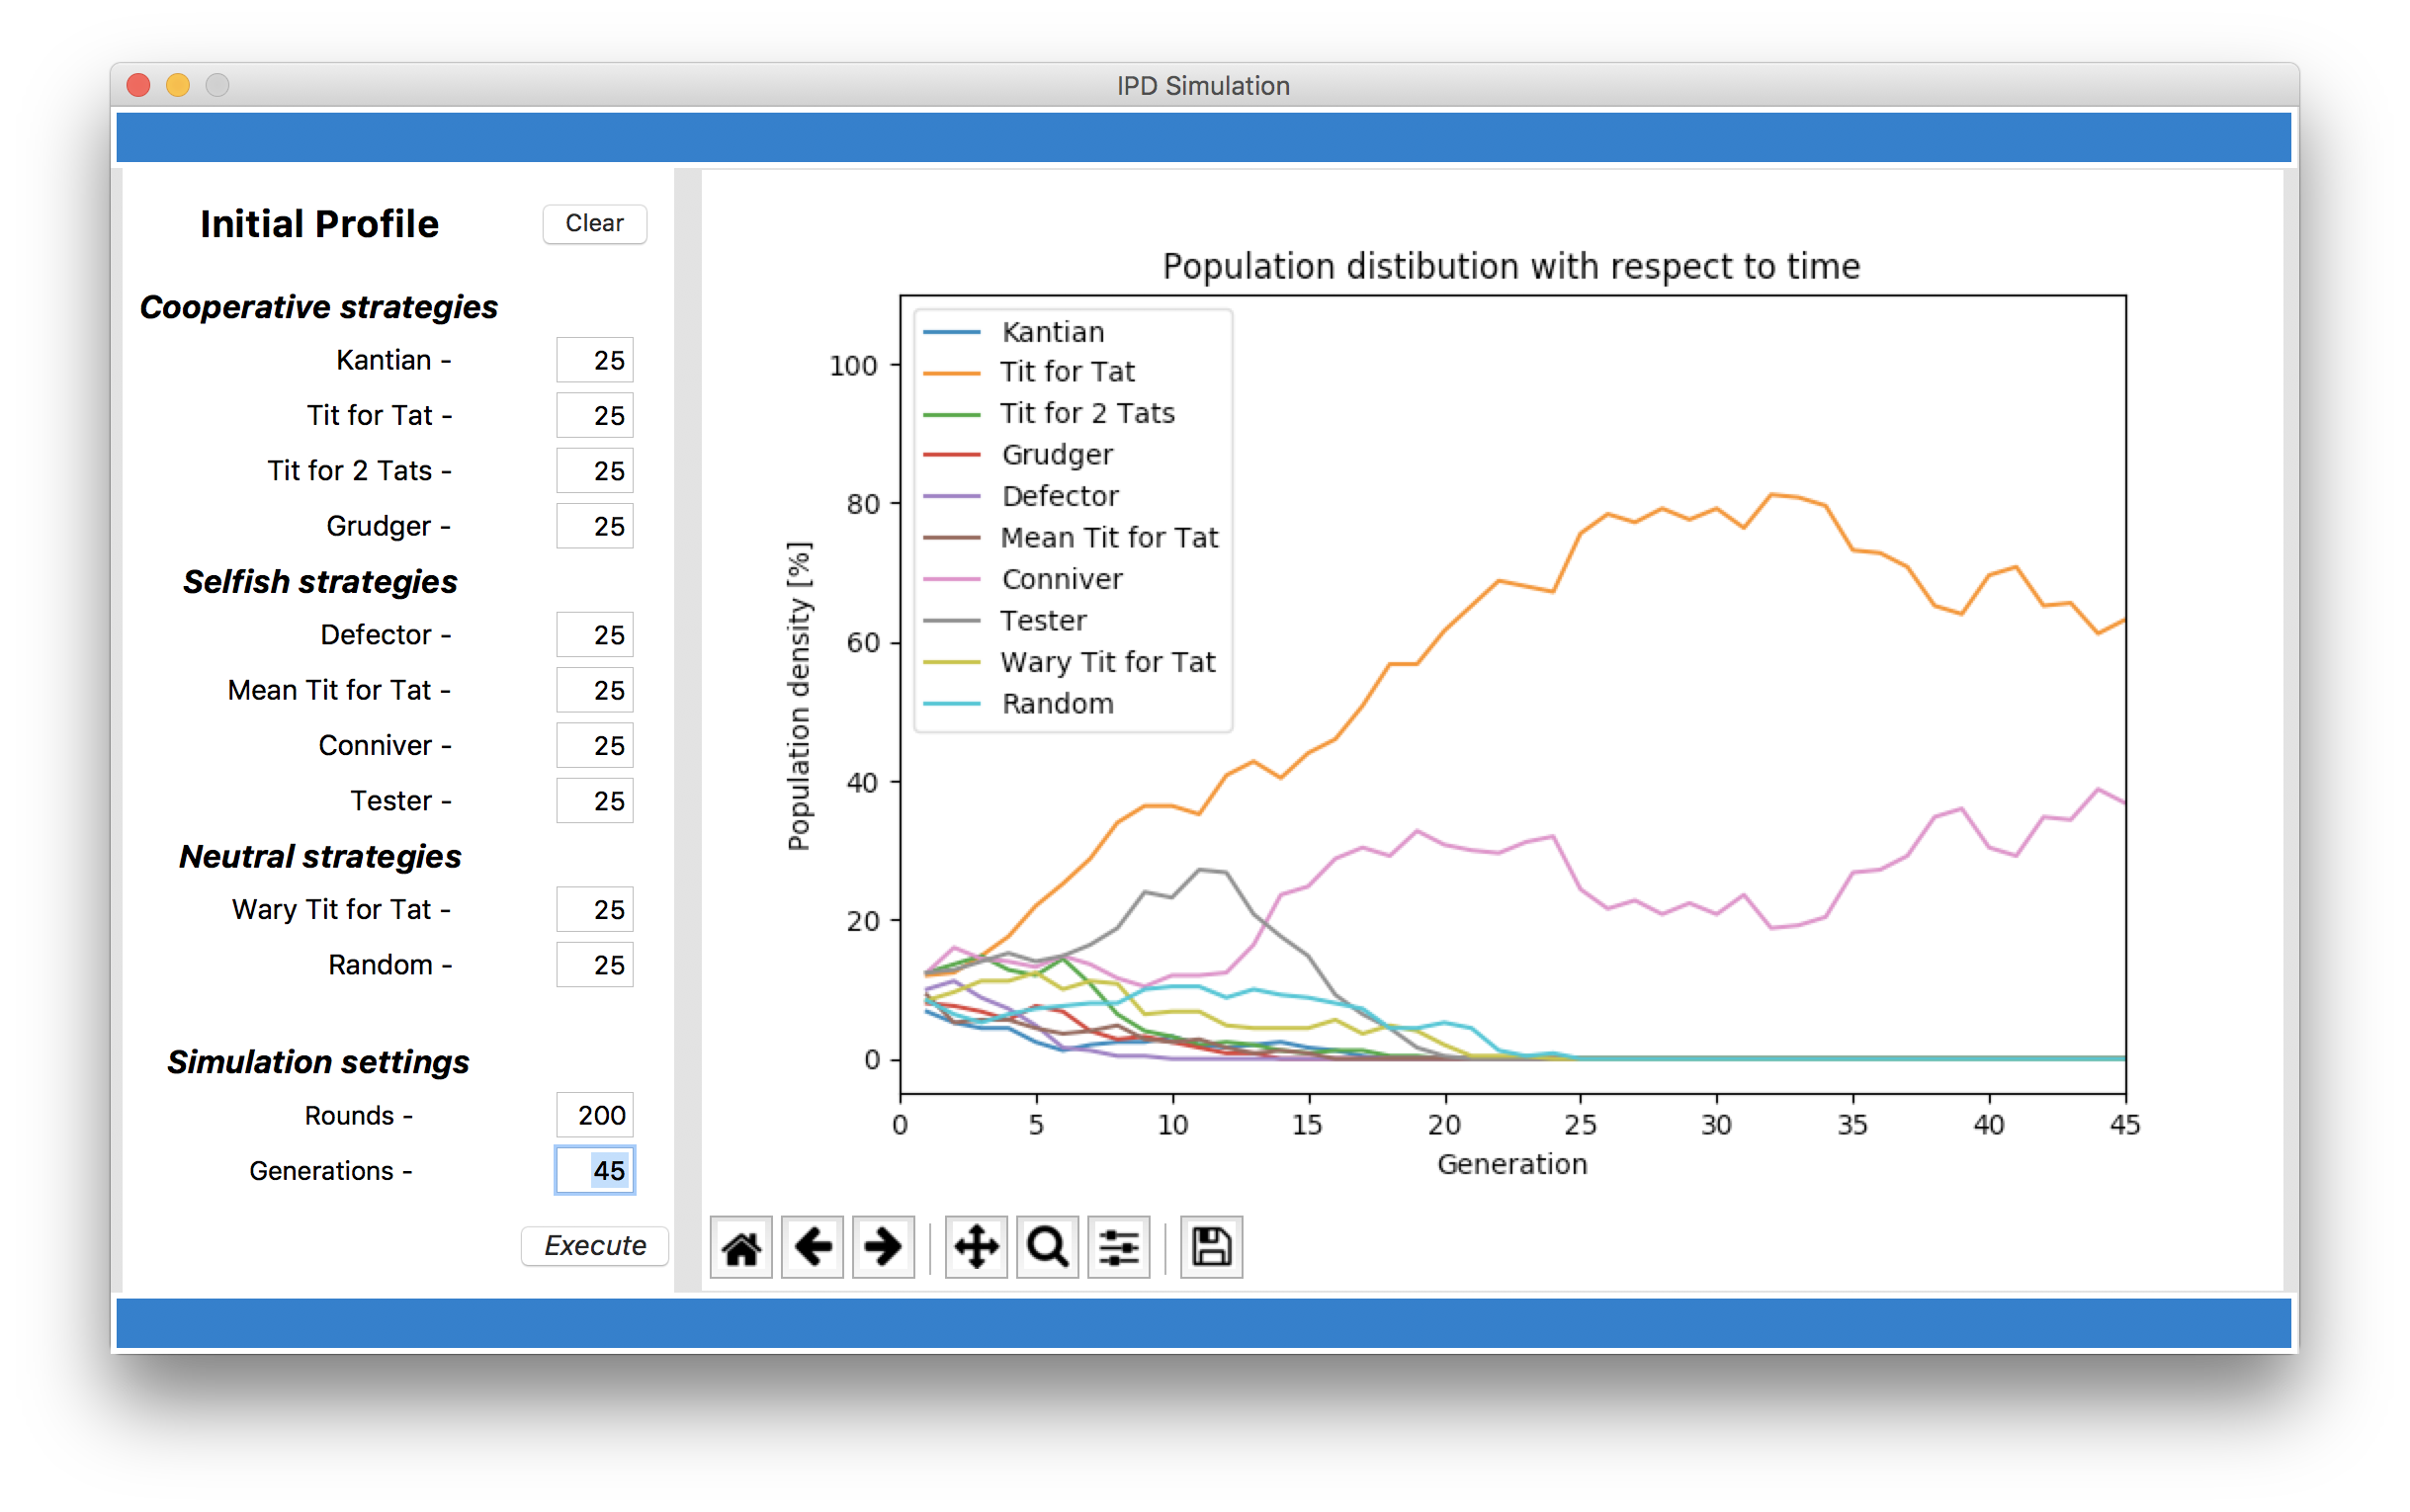 IPD Simulation
Initial Profile
Clear
Cooperative strategies
Kantian - 25
Tit for Tat - 25
Tit for 2 Tats - 25
Grudger - 25
Selfish strategies
Defector - 25
Mean Tit for Tat - 25
Conniver - 25
Tester - 25
Neutral strategies
Wary Tit for Tat - 25
Random - 25
Simulation settings
Rounds - 200
Generations - 45
Execute
Population distibution with respect to time
Population density [%]
100
80
60
40
20
0
Kantian
Tit for Tat
Tit for 2 Tats
Grudger
Defector
Mean Tit for Tat
Conniver
Tester
Wary Tit for Tat
Random
0 5 10 15 20 25 30 35 40 45
Generation